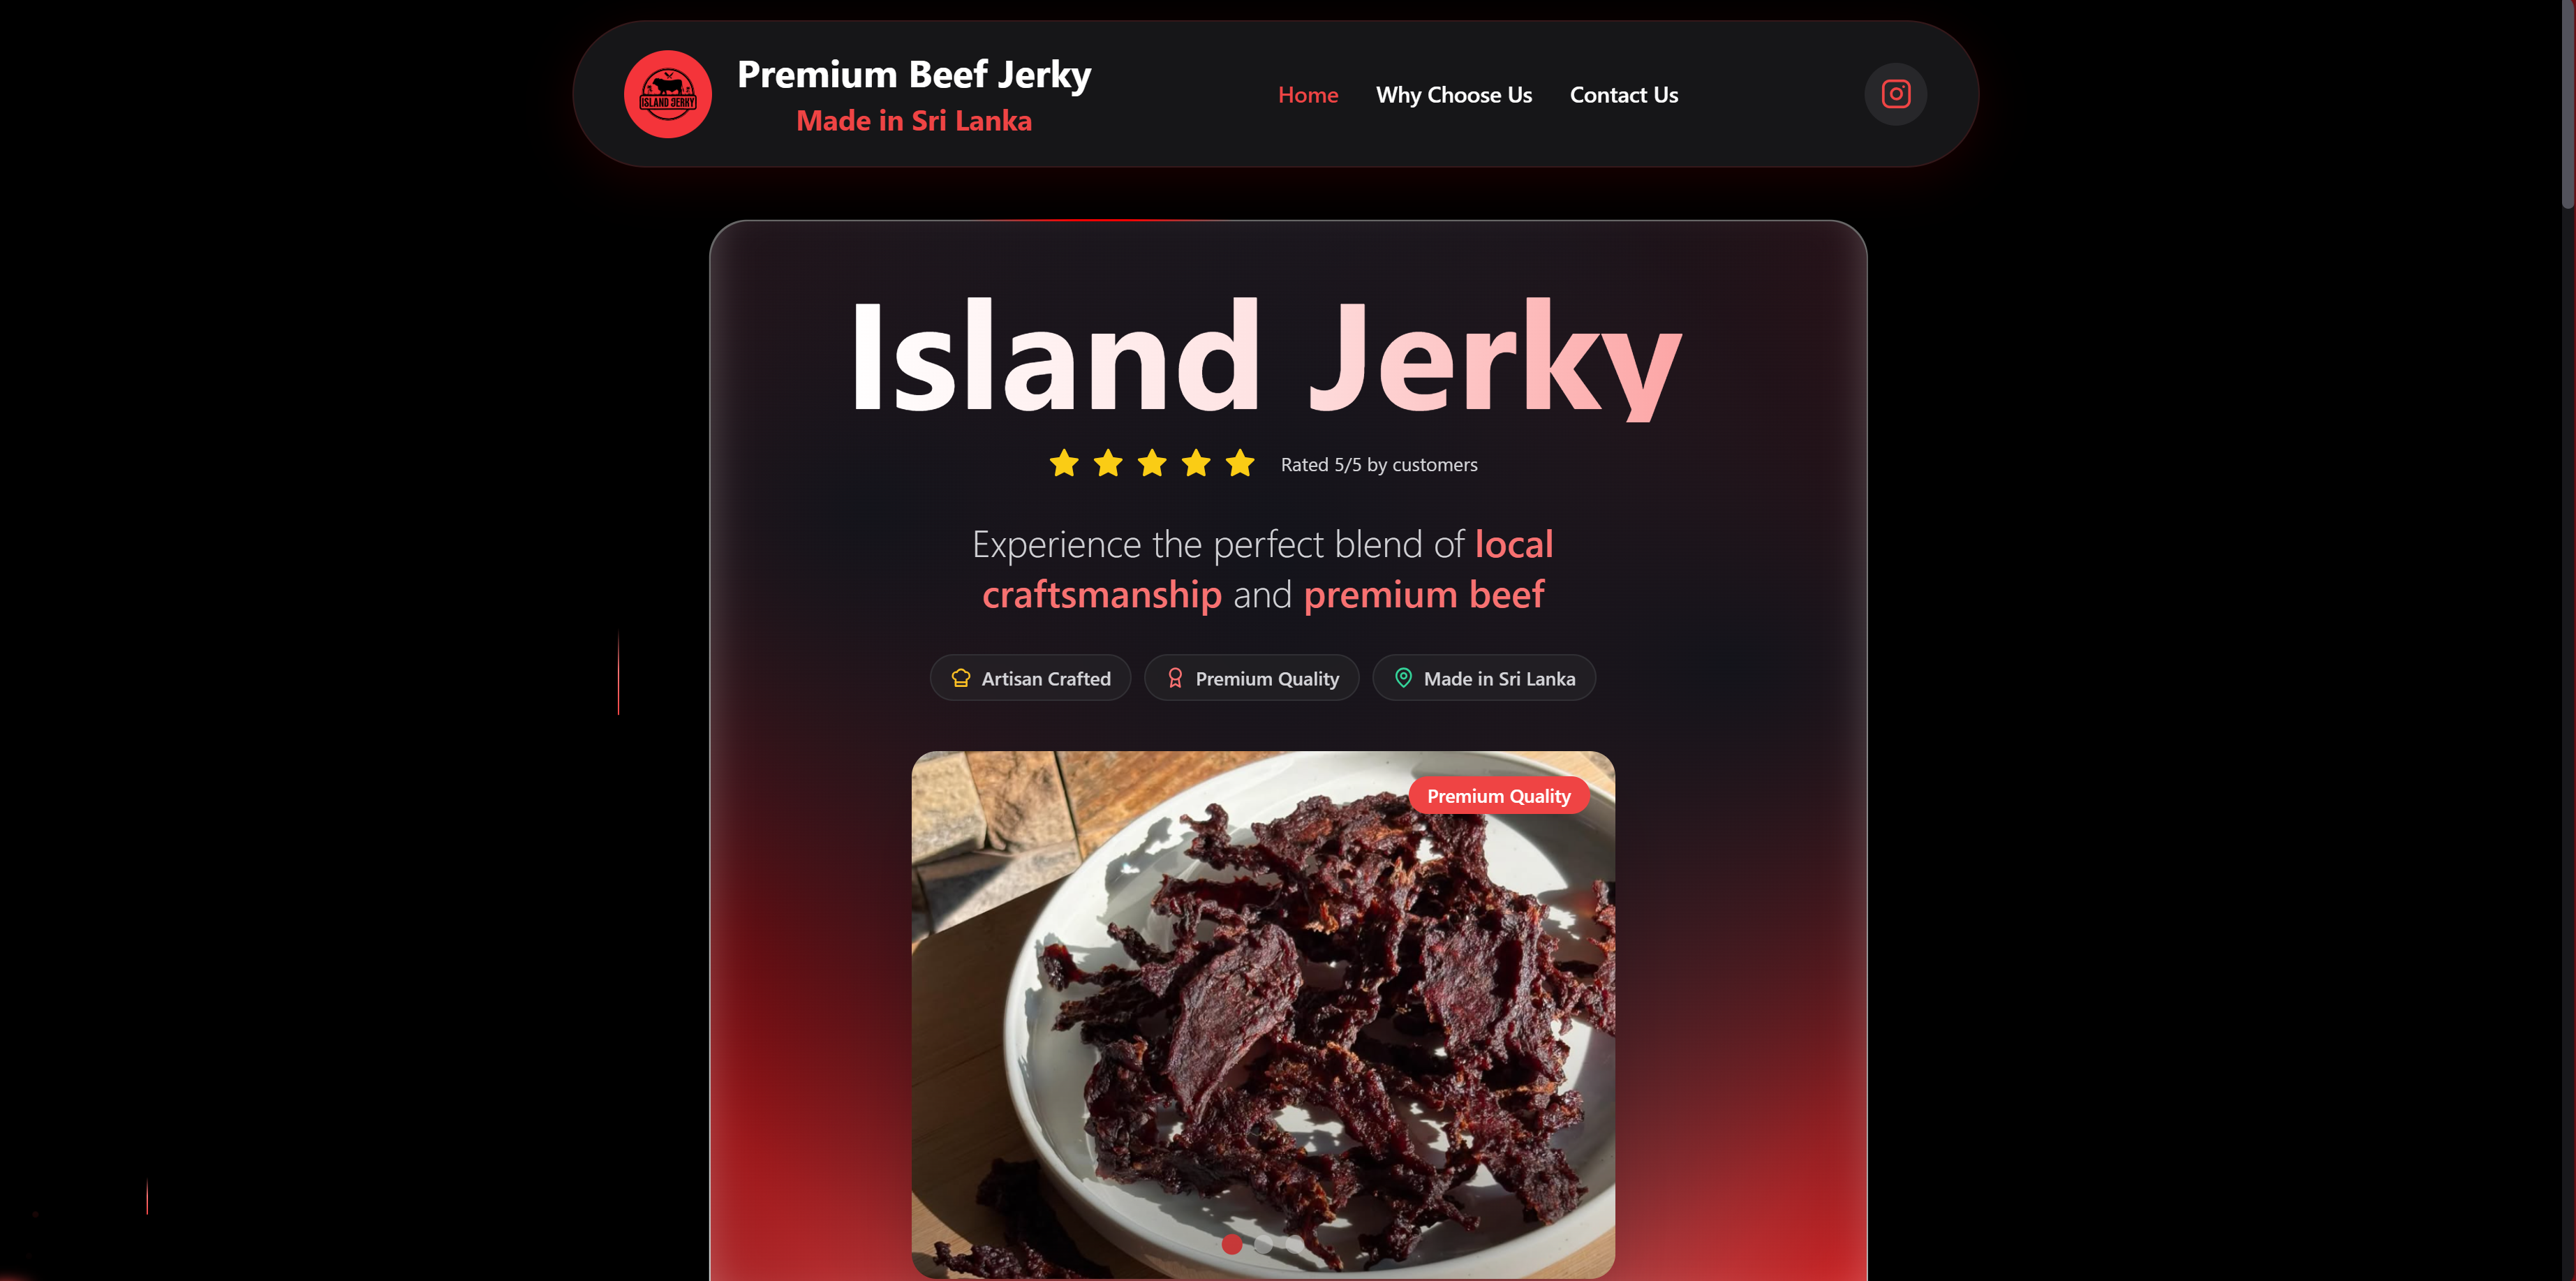 ISLAND JERKY
Premium Beef Jerky
Made in Sri Lanka
Home
Why Choose Us
Contact Us
Island Jerky
Rated 5/5 by customers
Experience the perfect blend of local
craftsmanship and premium beef
Artisan Crafted
Premium Quality
Made in Sri Lanka
Premium Quality